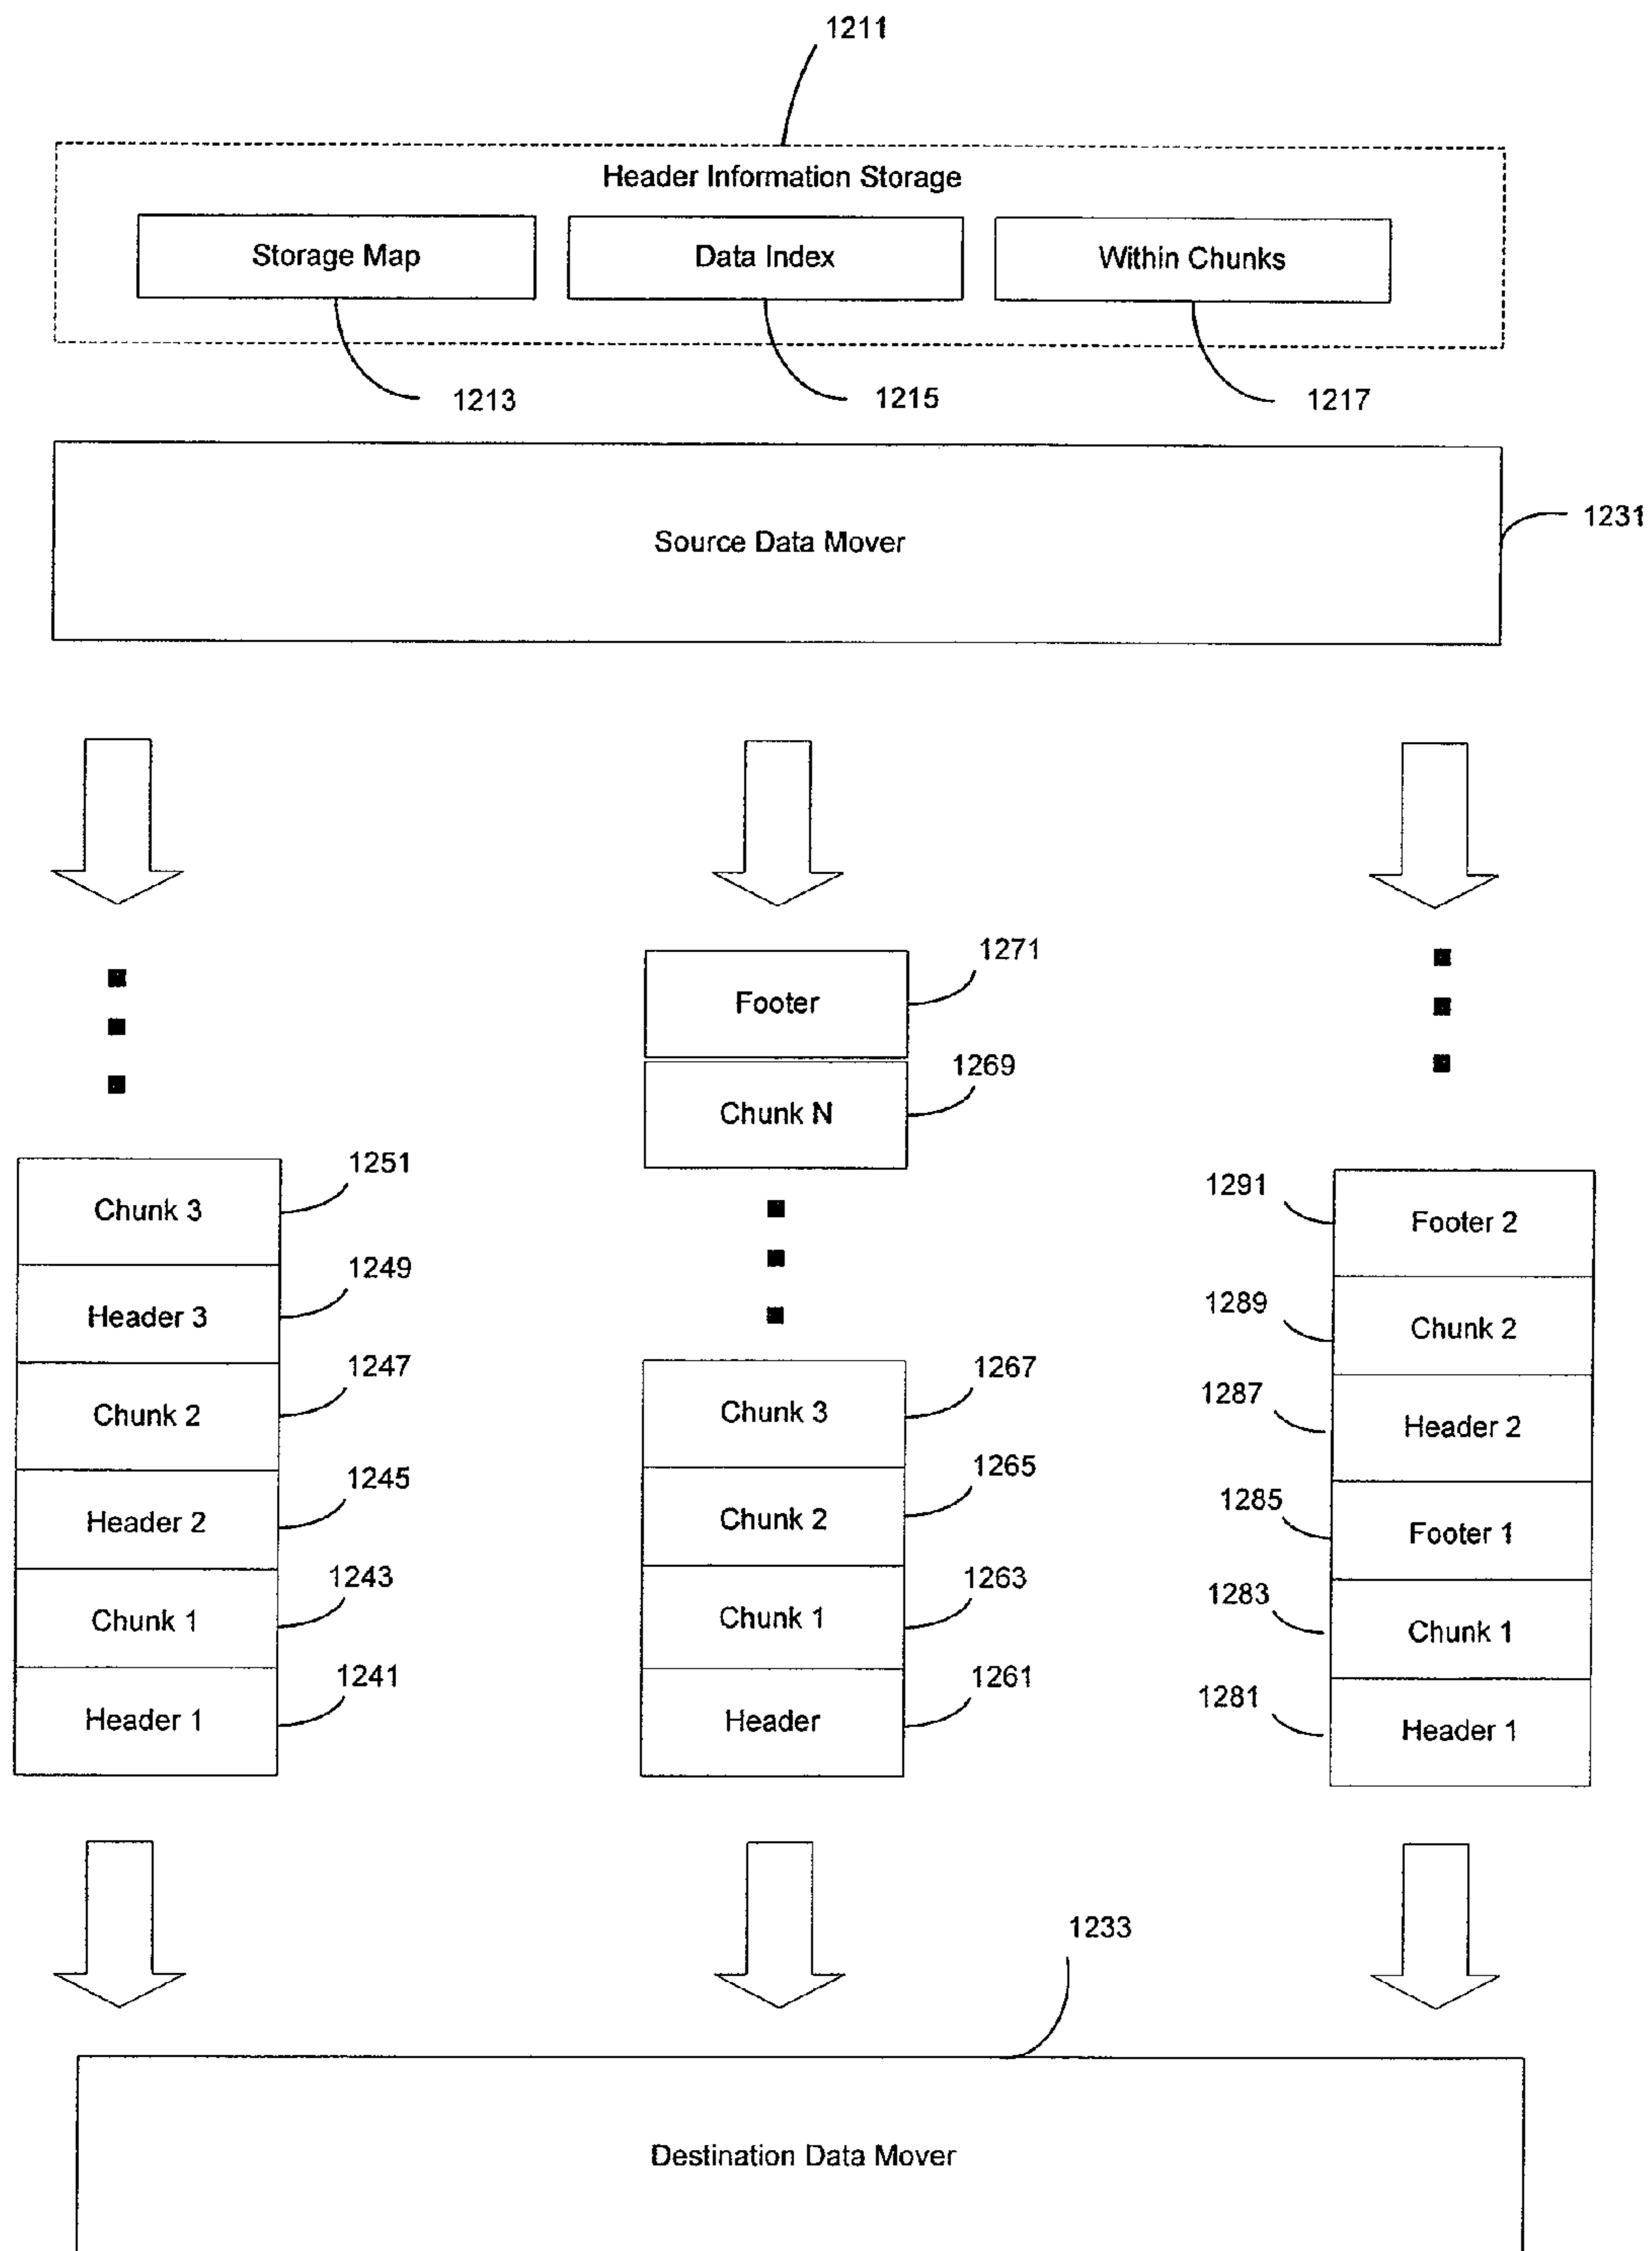 1211
Header Information Storage
Storage Map
Data Index
Within Chunks
1213
1215
1217
Source Data Mover
1231
Footer
1271
Chunk N
1269
Chunk 3
1251
Header 3
1249
Chunk 2
1247
Header 2
1245
Chunk 1
1243
Header 1
1241
Chunk 3
1267
Chunk 2
1265
Chunk 1
1263
Header
1261
1291
Footer 2
1289
Chunk 2
1287
Header 2
1285
Footer 1
1283
Chunk 1
1281
Header 1
1233
Destination Data Mover